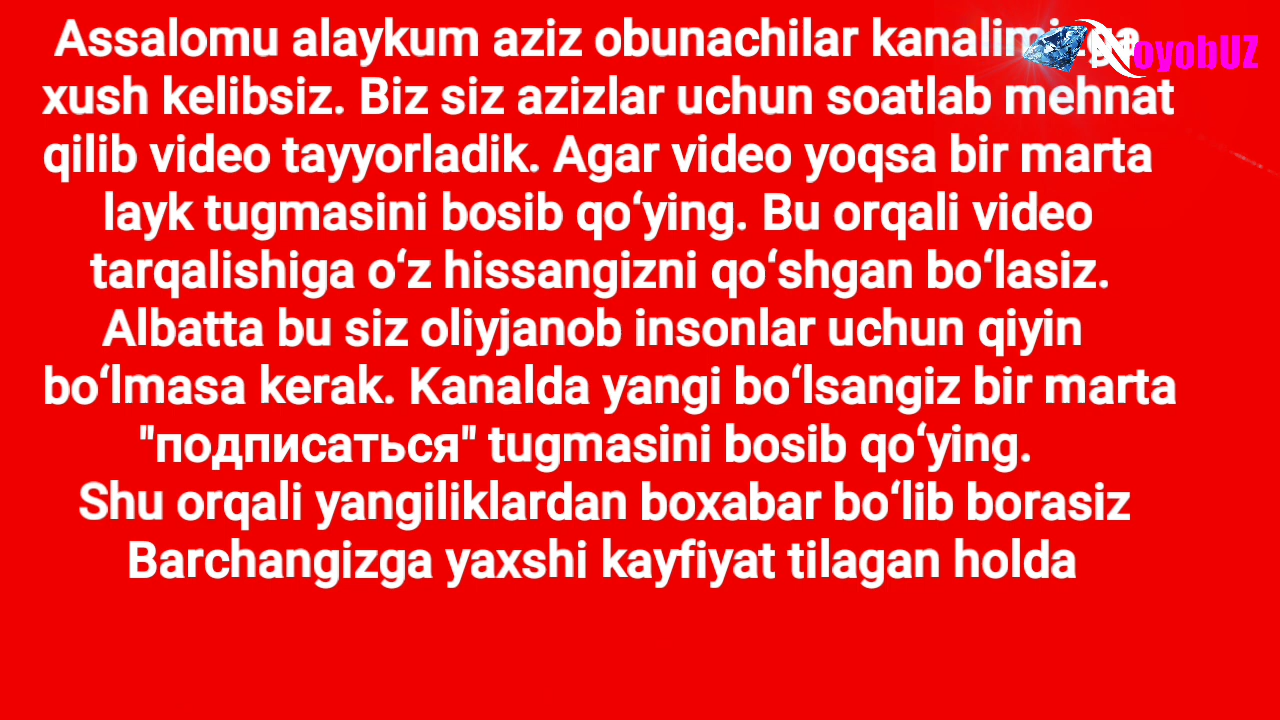 Assalomu alaykum aziz obunachilar
xush kelibsiz. Biz siz azizlar uchun soatlab mehnat
qilib video tayyorladik. Agar video yoqsa bir marta
layk tugmasini bosib qo‘ying. Bu orqali video
tarqalishiga o‘z hissangizni qo‘shgan bo‘lasiz.
Albatta bu siz oliyjanob insonlar uchun qiyin
bo‘lmasa kerak. Kanalda yangi bo‘lsangiz bir marta
"подписаться" tugmasini bosib qo‘ying.
Shu orqali yangiliklardan boxabar bo‘lib borasiz
Barchangizga yaxshi kayfiyat tilagan holda
NoyobUZ